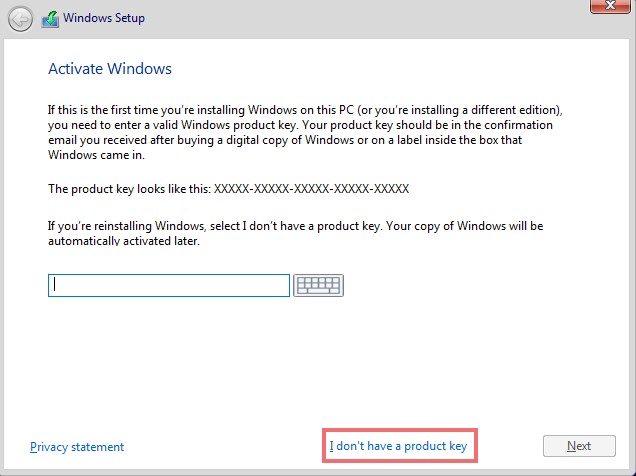 Windows Setup
Activate Windows
If this is the first time you're installing Windows on this PC (or you're installing a different edition),
you need to enter a valid Windows product key. Your product key should be in the confirmation
email you received after buying a digital copy of Windows or on a label inside the box that
Windows came in.
The product key looks like this: XXXXX-XXXXX-XXXXX-XXXXX-XXXXX
If you're reinstalling Windows, select I don't have a product key. Your copy of Windows will be
automatically activated later.
Privacy statement
I don't have a product key
Next